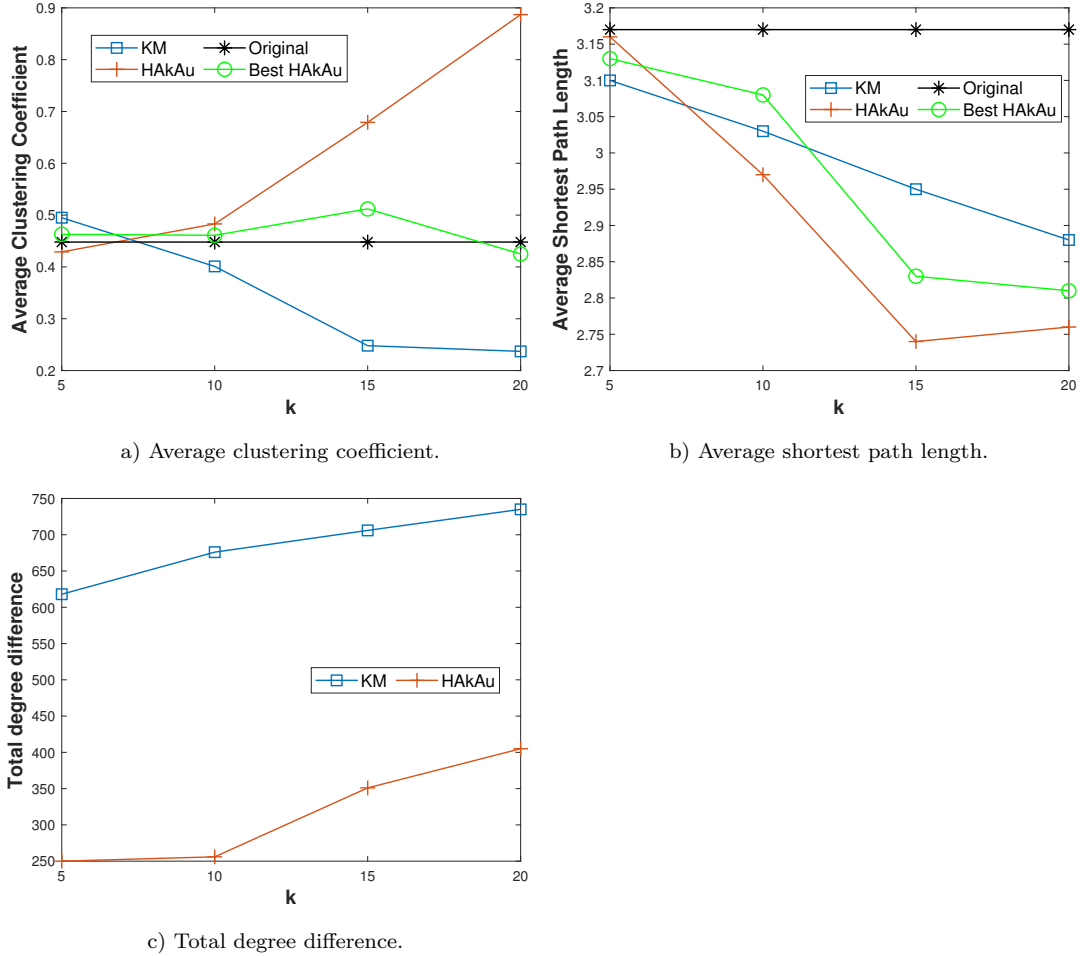 0.9
0.8
0.7
0.6
0.5
0.4
0.3
0.2
Average Clustering Coefficient
KM Original
HAkAu Best HAkAu
5 10 15 20
k
a) Average clustering coefficient.
3.2
3.15
3.1
3.05
3
2.95
2.9
2.85
2.8
2.75
2.7
Average Shortest Path Length
KM Original
HAkAu Best HAkAu
5 10 15 20
k
b) Average shortest path length.
750
700
650
600
550
500
450
400
350
300
250
Total degree difference
KM HAkAu
5 10 15 20
k
c) Total degree difference.